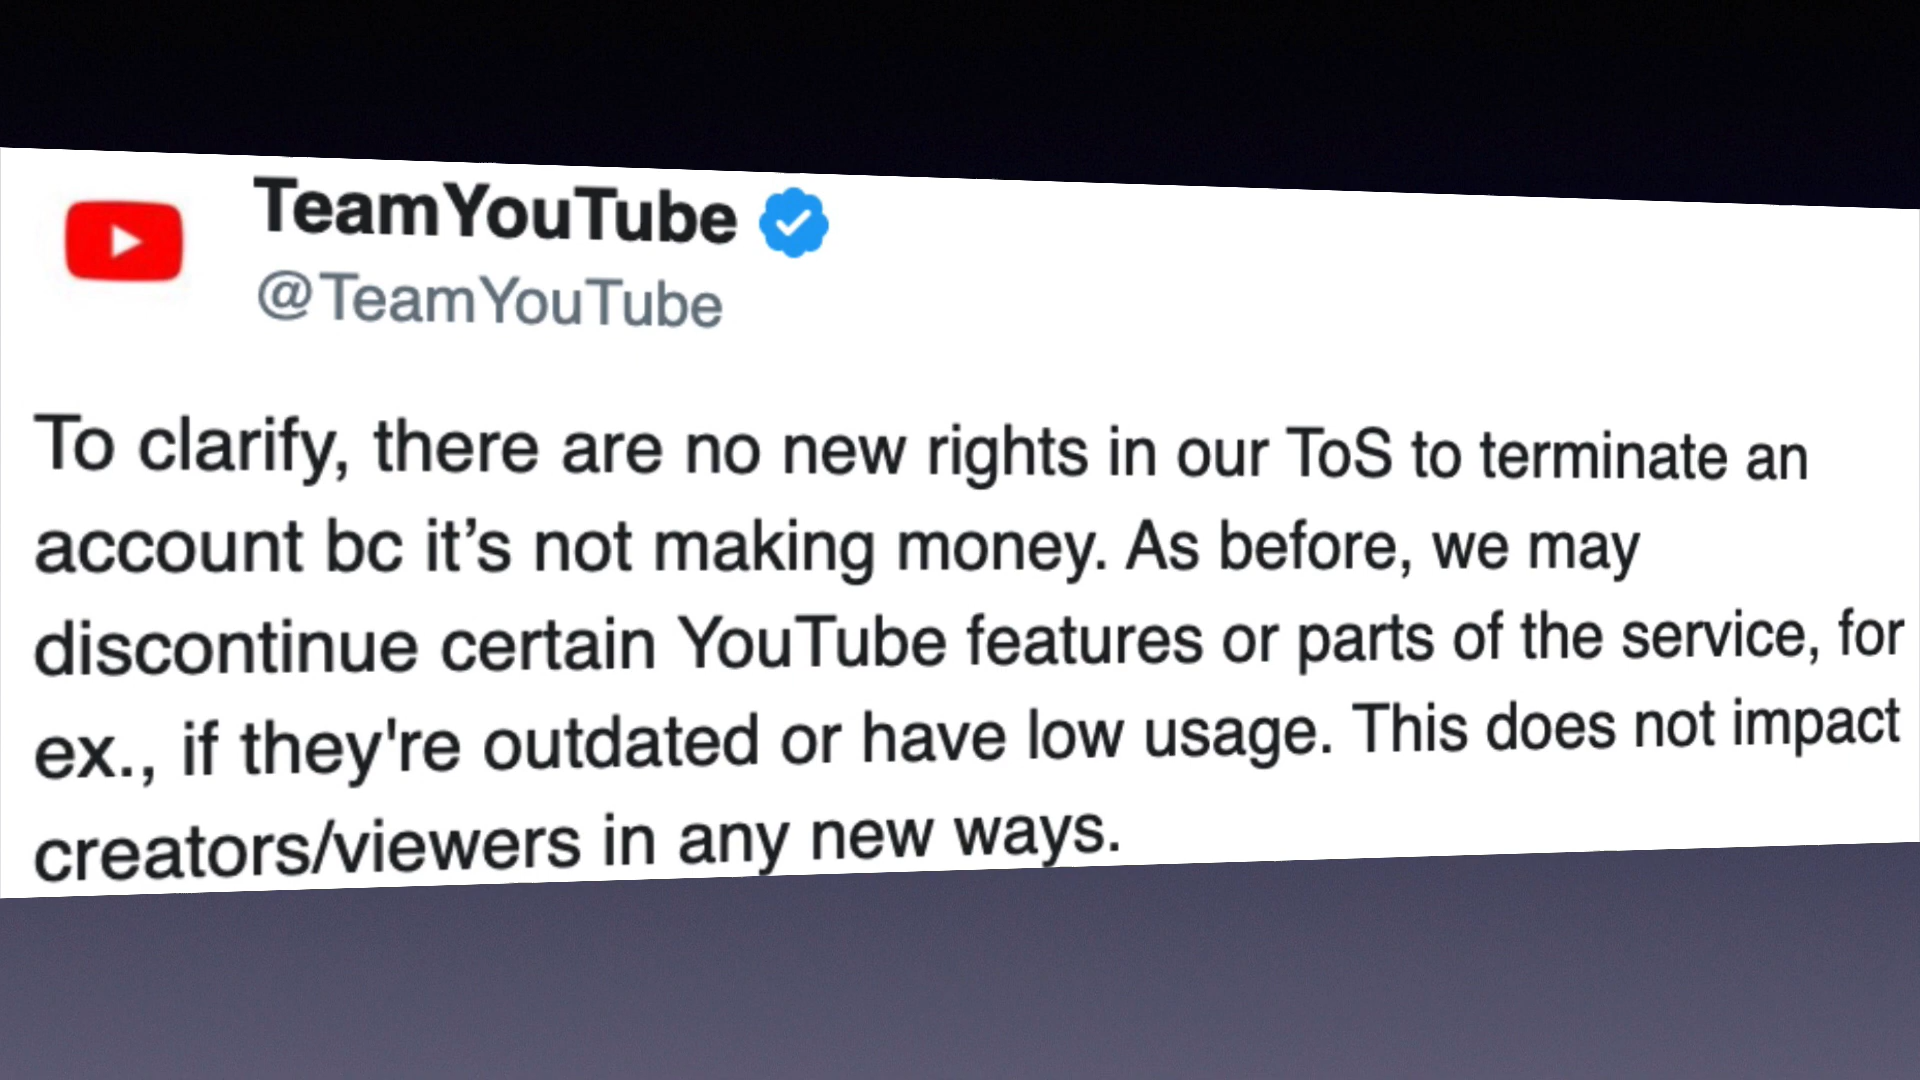 TeamYouTube
@TeamYouTube
To clarify, there are no new rights in our ToS to terminate an
account bc it’s not making money. As before, we may
discontinue certain YouTube features or parts of the service, for
ex., if they're outdated or have low usage. This does not impact
creators/viewers in any new ways.